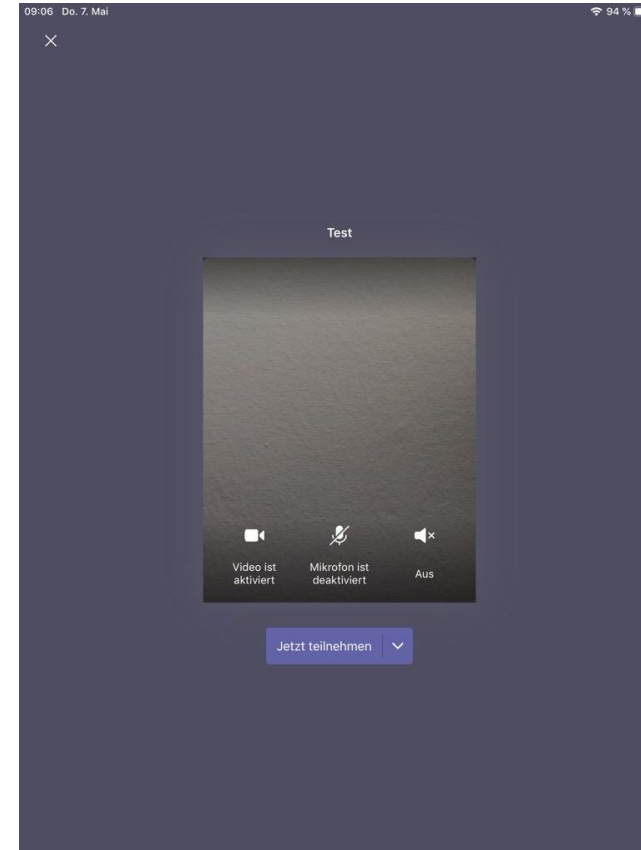 09:06 Do. 7. Mai
94 %
Test
Video ist
aktiviert
Mikrofon ist
deaktiviert
Aus
Jetzt teilnehmen